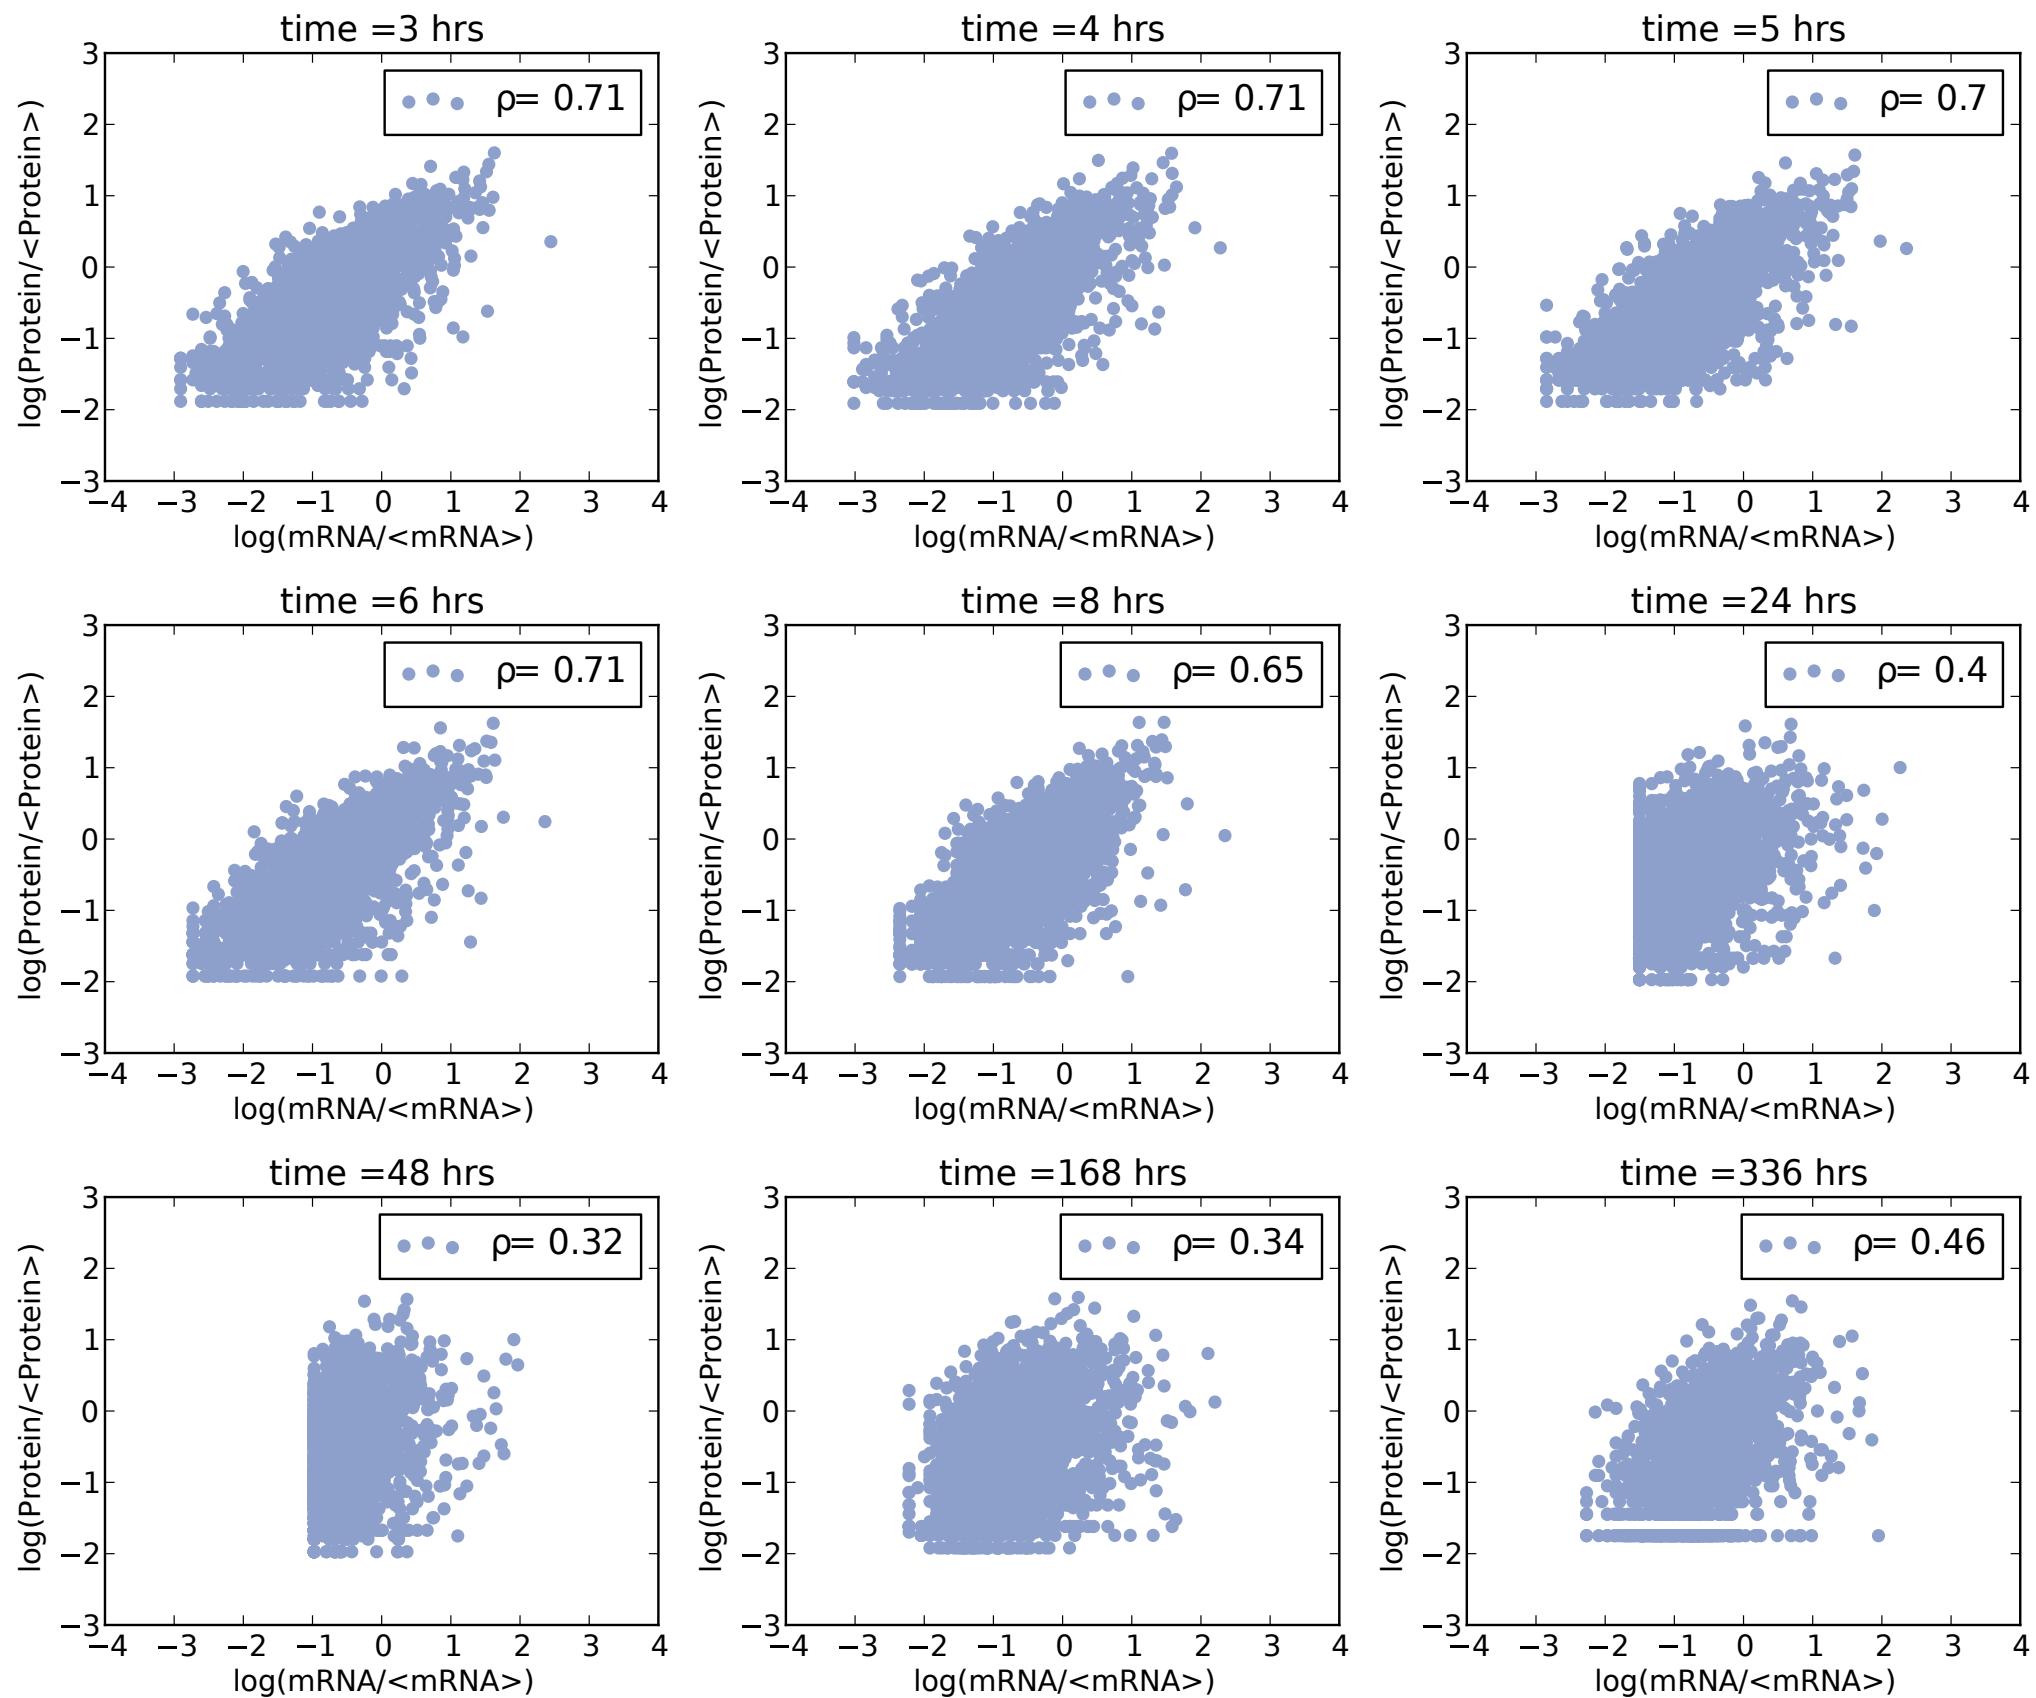 time =3 hrs
ρ= 0.71
3
2
1
0
−1
−2
−3
log(Protein/<Protein>)
−4 −3 −2 −1 0 1 2 3 4
log(mRNA/<mRNA>)
time =4 hrs
ρ= 0.71
3
2
1
0
−1
−2
−3
log(Protein/<Protein>)
−4 −3 −2 −1 0 1 2 3 4
log(mRNA/<mRNA>)
time =5 hrs
ρ= 0.7
3
2
1
0
−1
−2
−3
log(Protein/<Protein>)
−4 −3 −2 −1 0 1 2 3 4
log(mRNA/<mRNA>)
time =6 hrs
ρ= 0.71
3
2
1
0
−1
−2
−3
log(Protein/<Protein>)
−4 −3 −2 −1 0 1 2 3 4
log(mRNA/<mRNA>)
time =8 hrs
ρ= 0.65
3
2
1
0
−1
−2
−3
log(Protein/<Protein>)
−4 −3 −2 −1 0 1 2 3 4
log(mRNA/<mRNA>)
time =24 hrs
ρ= 0.4
3
2
1
0
−1
−2
−3
log(Protein/<Protein>)
−4 −3 −2 −1 0 1 2 3 4
log(mRNA/<mRNA>)
time =48 hrs
ρ= 0.32
3
2
1
0
−1
−2
−3
log(Protein/<Protein>)
−4 −3 −2 −1 0 1 2 3 4
log(mRNA/<mRNA>)
time =168 hrs
ρ= 0.34
3
2
1
0
−1
−2
−3
log(Protein/<Protein>)
−4 −3 −2 −1 0 1 2 3 4
log(mRNA/<mRNA>)
time =336 hrs
ρ= 0.46
3
2
1
0
−1
−2
−3
log(Protein/<Protein>)
−4 −3 −2 −1 0 1 2 3 4
log(mRNA/<mRNA>)